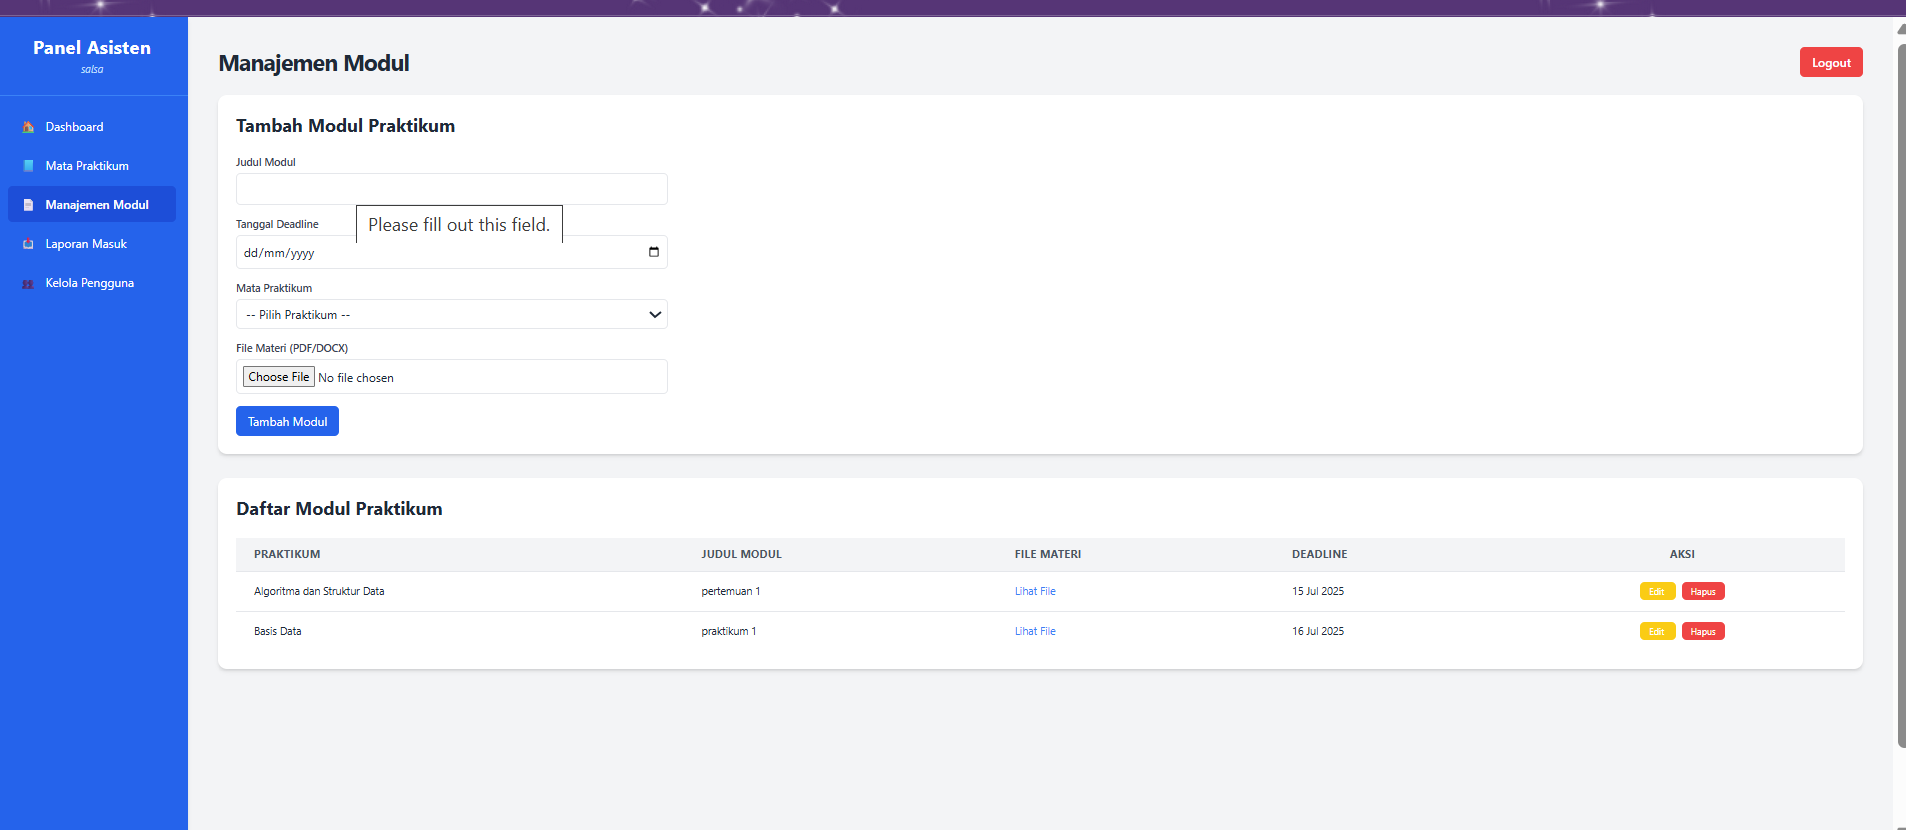 Panel Asisten
salsa
Dashboard
Mata Praktikum
Manajemen Modul
Laporan Masuk
Kelola Pengguna
Manajemen Modul
Logout
Tambah Modul Praktikum
Judul Modul
Please fill out this field.
Tanggal Deadline
dd/mm/yyyy
Mata Praktikum
-- Pilih Praktikum --
File Materi (PDF/DOCX)
Choose File No file chosen
Tambah Modul
Daftar Modul Praktikum
PRAKTIKUM JUDUL MODUL FILE MATERI DEADLINE AKSI
Algoritma dan Struktur Data pertemuan 1 Lihat File 15 Jul 2025 Edit Hapus
Basis Data praktikum 1 Lihat File 16 Jul 2025 Edit Hapus